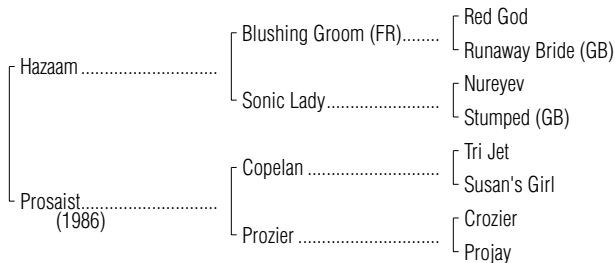 Red God
Blushing Groom (FR)........
Runaway Bride (GB)
Hazaam ............................
Nureyev
Sonic Lady.......................
Stumped (GB)
Tri Jet
Copelan ...........................
Susan's Girl
Prosaist............................
(1986)
Crozier
Prozier .............................
Projay